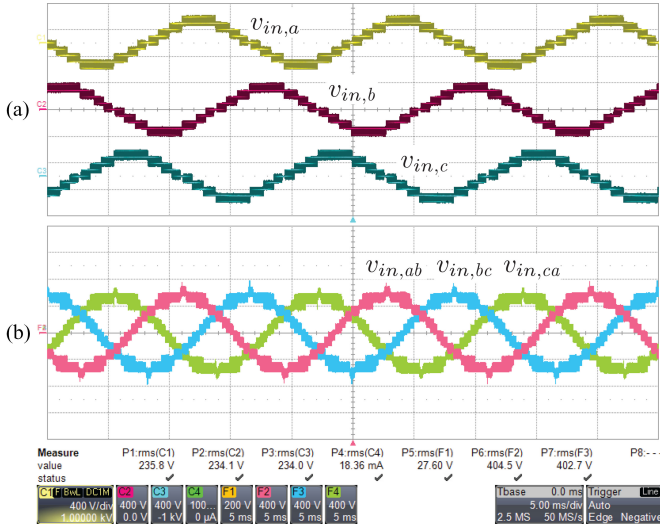 v_{in,a}
(a)
v_{in,b}
v_{in,c}
v_{in,ab} v_{in,bc} v_{in,ca}
(b)
Measure P1:rms(C1) P2:rms(C2) P3:rms(C3) P4:rms(C4) P5:rms(F1) P6:rms(F2) P7:rms(F3) P8:- - -
value 235.8 V 234.1 V 234.0 V 18.36 mA 27.60 V 404.5 V 402.7 V
status
C1 F BwL DC1M C2 C3 C4 F1 F2 F3 F4 Tbase 0.0 ms Trigger Line
400 V/div 400 V 400 V 100... 200 V 400 V 400 V 400 V 5.00 ms/div Auto
1.00000 kV 0.0 V -1 kV 0 µA 5 ms 5 ms 5 ms 5 ms 2.5 MS 50 MS/s Edge Negative